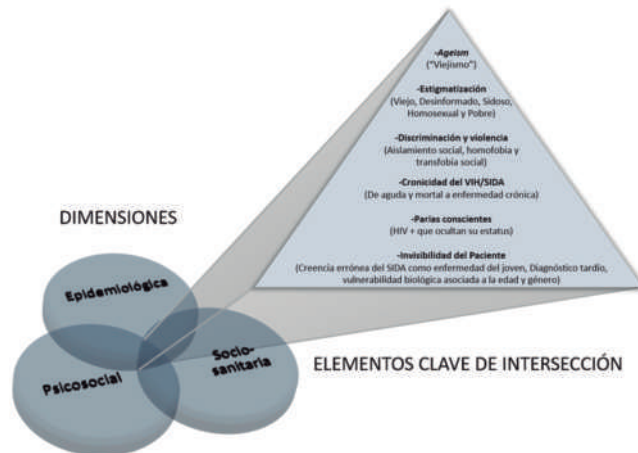 -Ageism
("Viejismo")
-Estigmatización
(Viejo, Desinformado, Sidoso,
Homosexual y Pobre)
-Discriminación y violencia
(Aislamiento social, homofobia y
transfobia social)
-Cronicidad del VIH/SIDA
(De aguda y mortal a enfermedad crónica)
-Parias conscientes
(HIV + que ocultan su estatus)
-Invisibilidad del Paciente
(Creencia errónea del SIDA como enfermedad del joven, Diagnóstico tardío,
vulnerabilidad biológica asociada a la edad y género)
DIMENSIONES
Epidemiológica
Psicosocial
Socio-
sanitaria
ELEMENTOS CLAVE DE INTERSECCIÓN